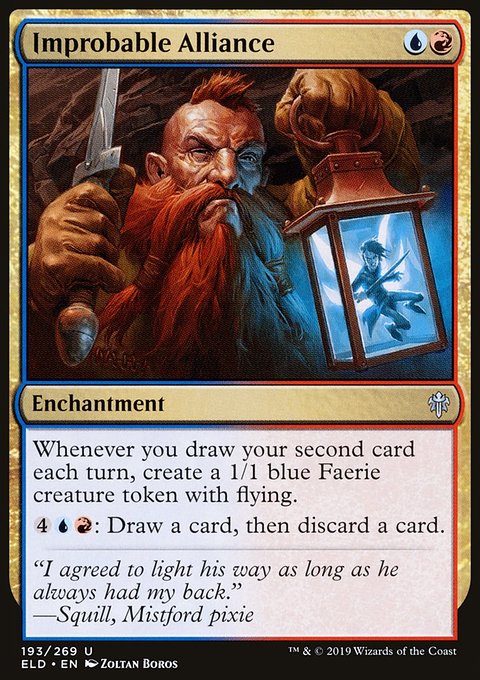 Improbable Alliance
Enchantment
Whenever you draw your second card
each turn, create a 1/1 blue Faerie
creature token with flying.
4: Draw a card, then discard a card.
“I agreed to light his way as long as he
always had my back.”
—Squill, Mistford pixie
193/269 U
ELD • EN Zoltan Boros
™ & © 2019 Wizards of the Coast